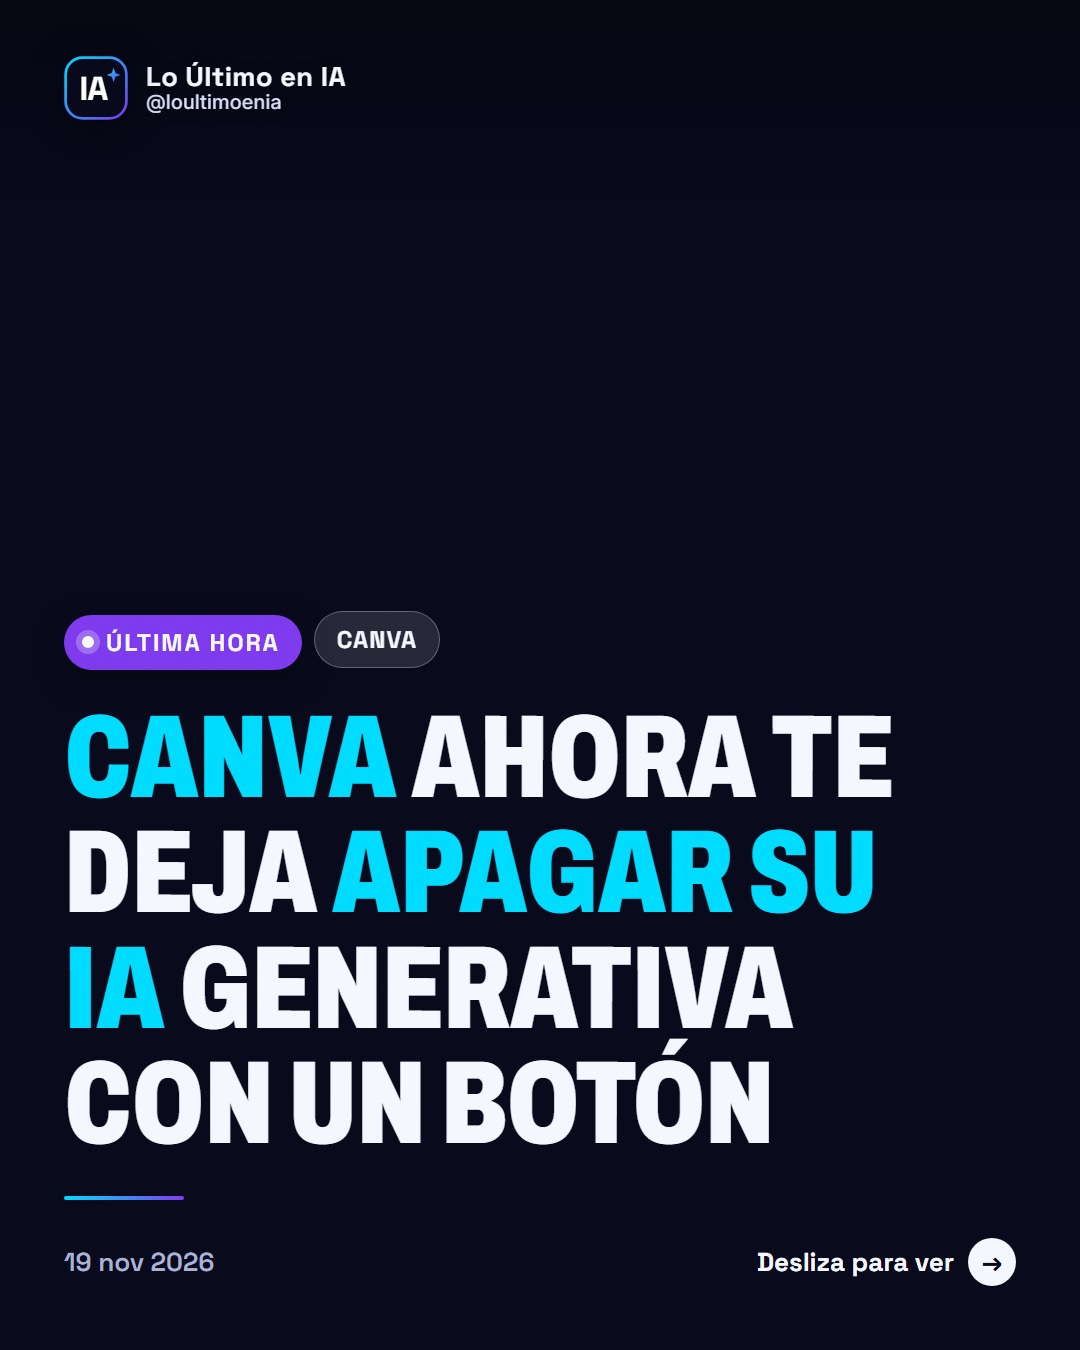 IA
Lo Último en IA
@loultimoenia
ÚLTIMA HORA
CANVA
CANVA AHORA TE
DEJA APAGAR SU
IA GENERATIVA
CON UN BOTÓN
19 nov 2026
Desliza para ver →